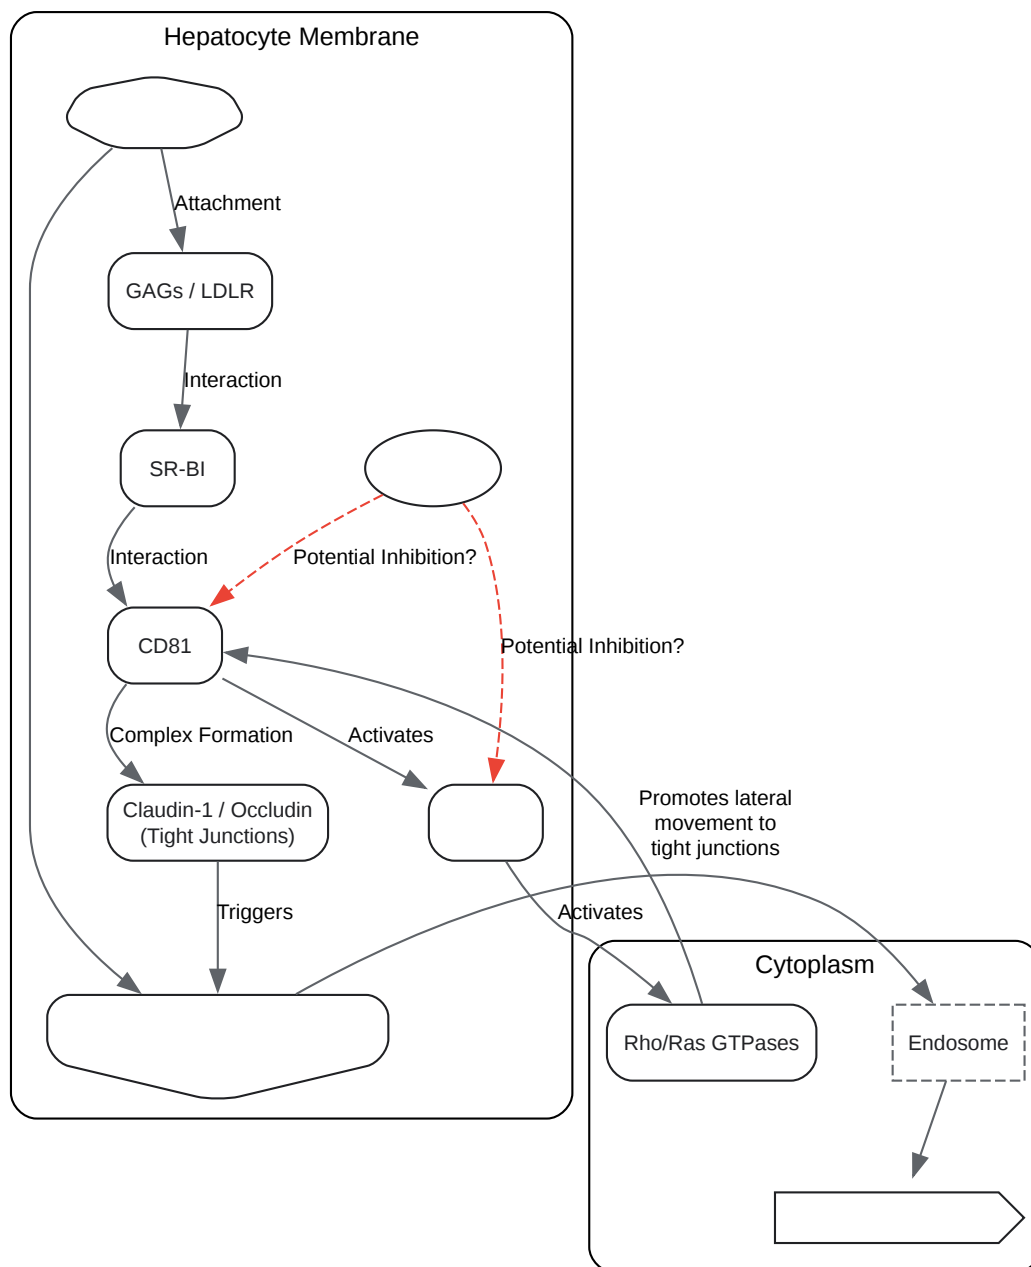 Hepatocyte Membrane
Attachment
GAGs / LDLR
Interaction
SR-BI
Interaction
Potential Inhibition?
CD81
Potential Inhibition?
Complex Formation
Activates
Claudin-1 / Occludin
(Tight Junctions)
Promotes lateral
movement to
tight junctions
Triggers
Activates
Cytoplasm
Rho/Ras GTPases
Endosome